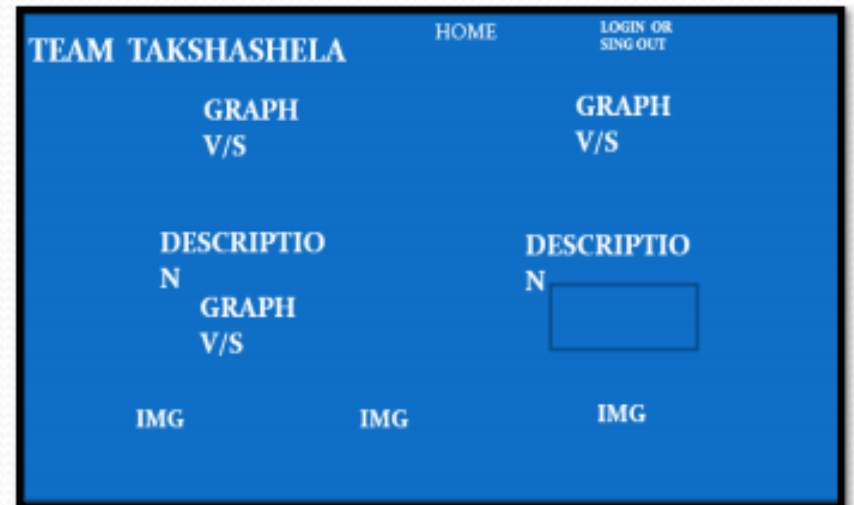 TEAM TAKSHASHELA
HOME
LOGIN OR
SING OUT
GRAPH
V/S
GRAPH
V/S
DESCRIPTIO
N
DESCRIPTIO
N
GRAPH
V/S
IMG
IMG
IMG